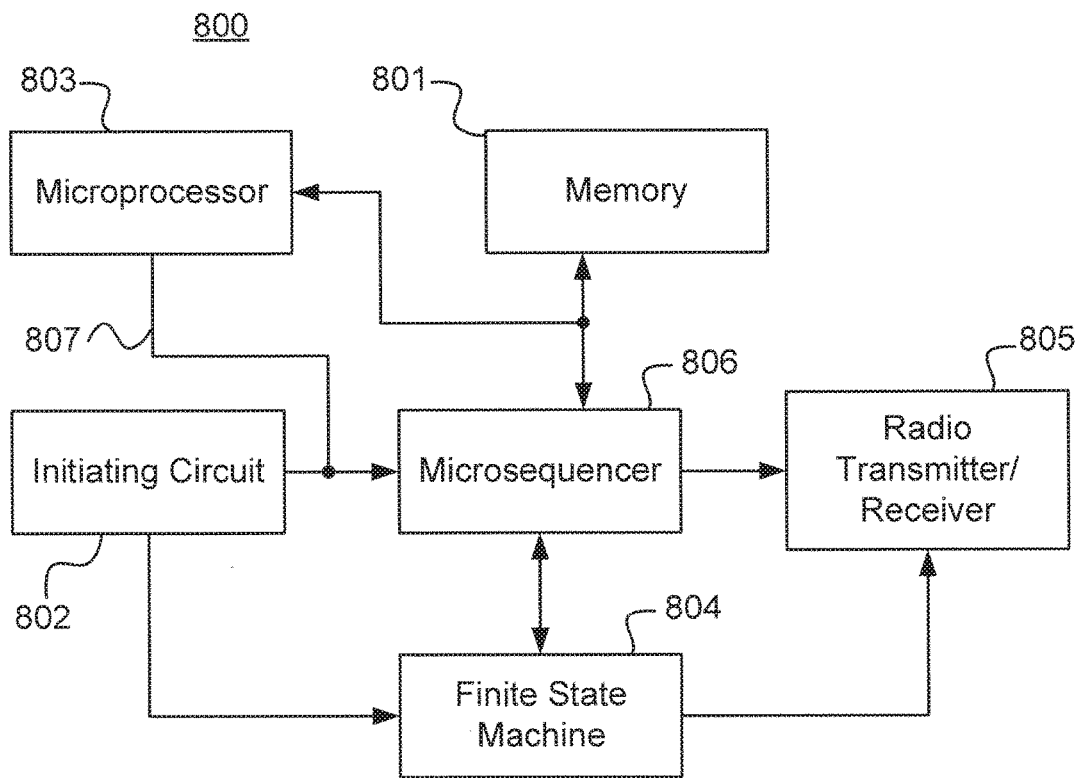 800
803
801
Microprocessor
Memory
807
806
805
Initiating Circuit
Microsequencer
Radio
Transmitter/
Receiver
802
804
Finite State
Machine